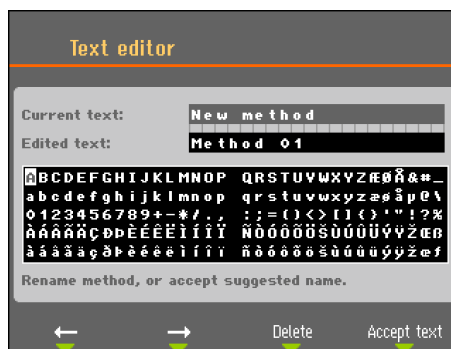 Text editor
Current text: New method
Edited text: Method 01
ABCDEFGHIJKLMNOP QRSTUVWXYZÆØÅ&#_
abcdefghijklmnop qrstuvwxyzæøåµ@\
0123456789+-*/., :;=()<>[]{}'"!?%
Rename method, or accept suggested name.
← → Delete Accept text